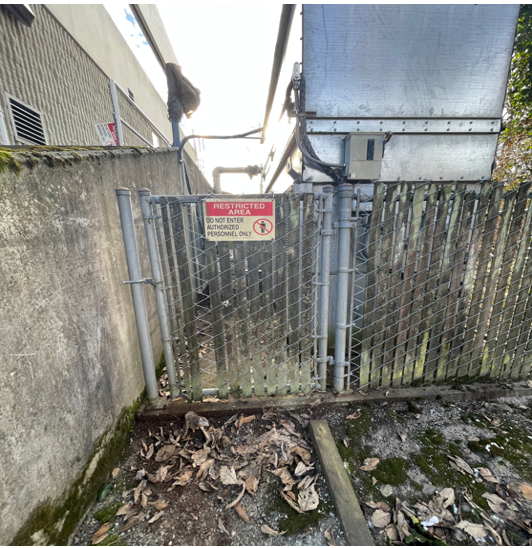 RESTRICTED
AREA
DO NOT ENTER
AUTHORIZED
PERSONNEL ONLY